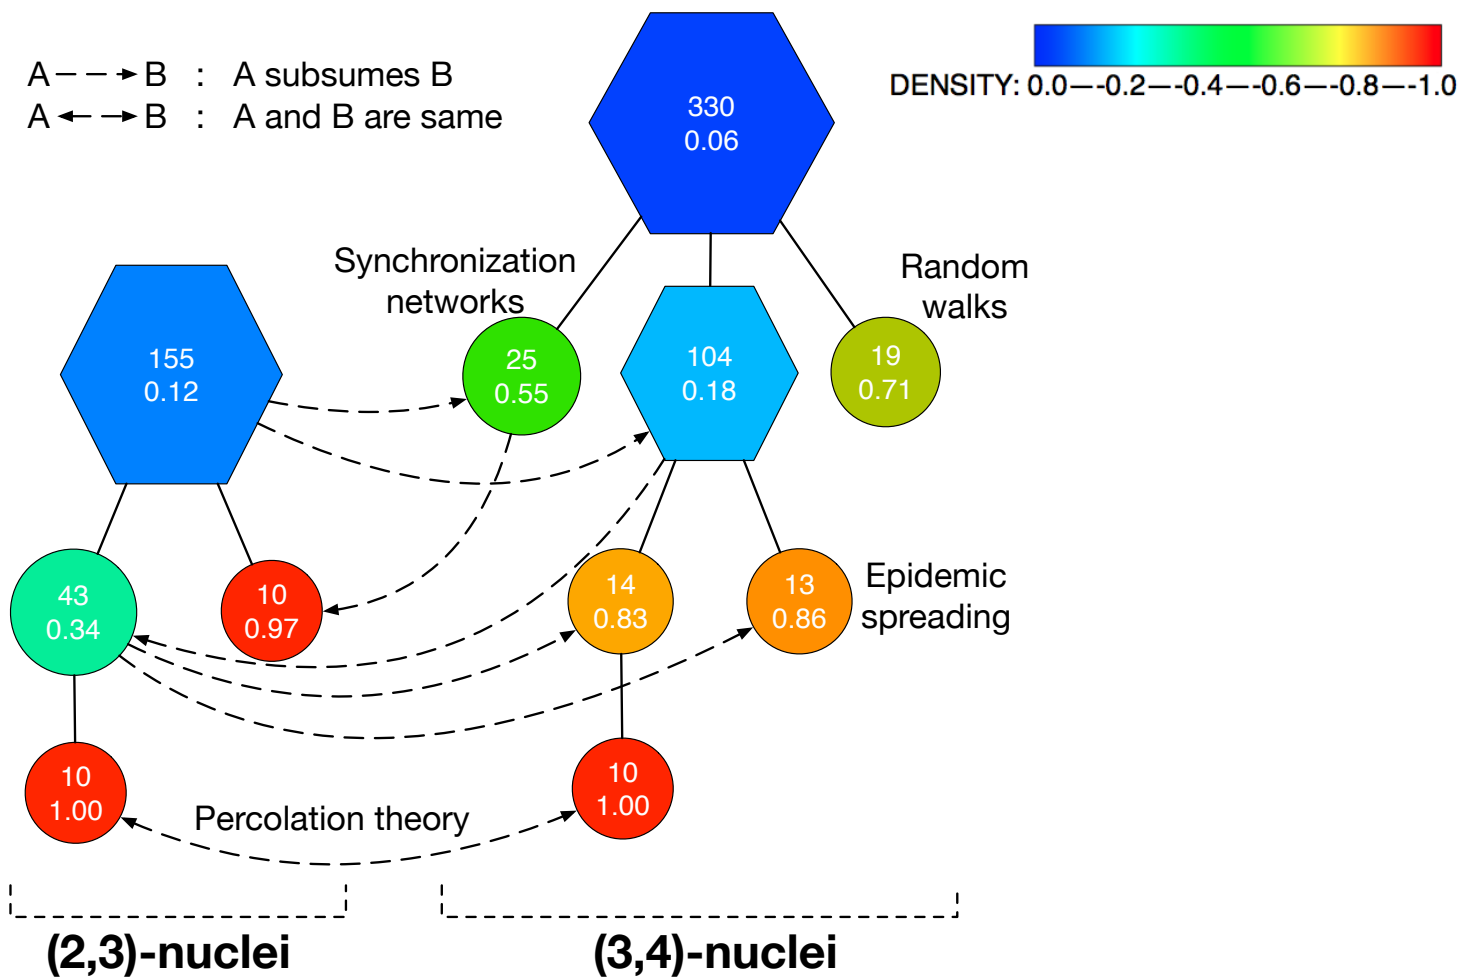 A B : A subsumes B
A B : A and B are same
DENSITY: 0.0—-0.2—-0.4—-0.6—-0.8—-1.0
330
0.06
Synchronization
networks
Random
walks
155
0.12
25
0.55
104
0.18
19
0.71
43
0.34
10
0.97
14
0.83
13
0.86
Epidemic
spreading
10
1.00
Percolation theory
10
1.00
(2,3)-nuclei
(3,4)-nuclei